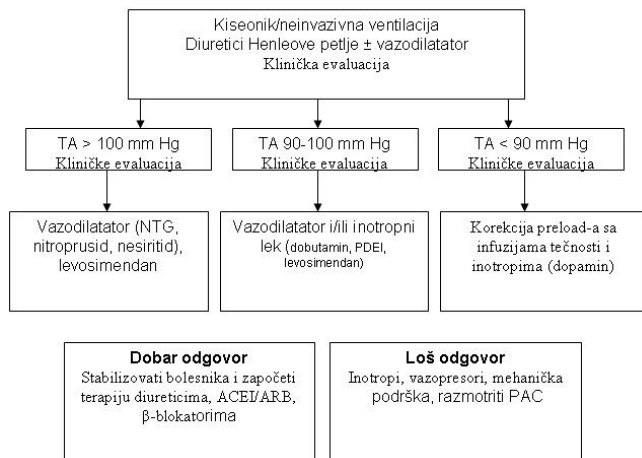 Kiseonik/neinvazivna ventilacija
Diuretici Henleove petlje ± vazodilatator
Klinička evaluacija
TA > 100 mm Hg
Kliničke evaluacija
TA 90-100 mm Hg
Kliničke evaluacija
TA < 90 mm Hg
Kliničke evaluacija
Vazodilatator (NTG,
nitroprusid, nesiritid),
levosimendan
Vazodilatator i/ili inotropni
lek (dobutamin, PDEI,
levosimendan)
Korekcija preload-a sa
infuzijama tečnosti i
inotropima (dopamin)
Dobar odgovor
Stabilizovati bolesnika i započeti
terapiju diureticima, ACEI/ARB,
β-blokatorima
Loš odgovor
Inotropi, vazopresori, mehanička
podrška, razmotriti PAC